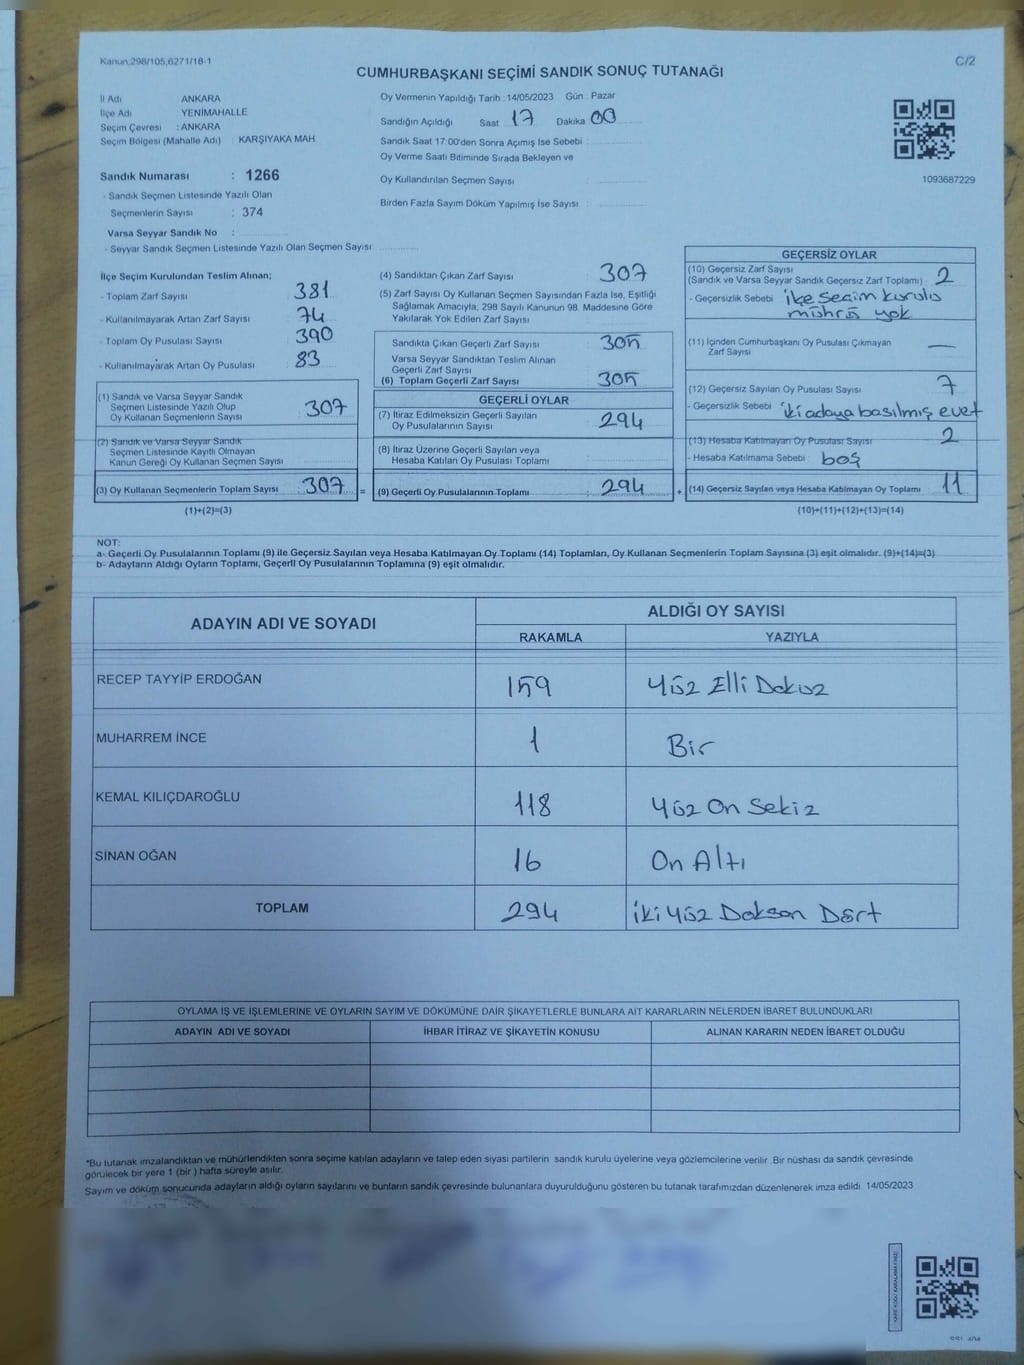 Kanun,298/105,6271/18-1
C/2
CUMHURBAŞKANI SEÇİMİ SANDIK SONUÇ TUTANAĞI
İl Adı ANKARA
İlçe Adı YENİMAHALLE
Seçim Çevresi : ANKARA
Seçim Bölgesi (Mahalle Adı) KARŞIYAKA MAH
Sandık Numarası : 1266
- Sandık Seçmen Listesinde Yazılı Olan
Seçmenlerin Sayısı : 374
Varsa Seyyar Sandık No :
- Seyyar Sandık Seçmen Listesinde Yazılı Olan Seçmen Sayısı:
Oy Vermenin Yapıldığı Tarih : 14/05/2023 Gün : Pazar
Sandığın Açıldığı Saat 17 Dakika 00
Sandık Saat 17:00'den Sonra Açımış İse Sebebi :
Oy Verme Saati Bitiminde Sırada Bekleyen ve
Oy Kullandırılan Seçmen Sayısı :
Birden Fazla Sayım Döküm Yapılmış İse Sayısı :
1093687229
İlçe Seçim Kurulundan Teslim Alınan;
- Toplam Zarf Sayısı : 381
- Kullanılmayarak Artan Zarf Sayısı : 74
- Toplam Oy Pusulası Sayısı : 390
- Kullanılmayarak Artan Oy Pusulası : 83
(1) Sandık ve Varsa Seyyar Sandık
Seçmen Listesinde Yazılı Olup
Oy Kullanan Seçmenlerin Sayısı : 307
(2) Sandık ve Varsa Seyyar Sandık
Seçmen Listesinde Kayıtlı Olmayan
Kanun Gereği Oy Kullanan Seçmen Sayısı :
(3) Oy Kullanan Seçmenlerin Toplam Sayısı : 307 =
(1)+(2)=(3)
(4) Sandıktan Çıkan Zarf Sayısı : 307
(5) Zarf Sayısı Oy Kullanan Seçmen Sayısından Fazla İse, Eşitliği
Sağlamak Amacıyla, 298 Sayılı Kanunun 98. Maddesine Göre
Yakılarak Yok Edilen Zarf Sayısı :
Sandıkta Çıkan Geçerli Zarf Sayısı : 305
Varsa Seyyar Sandıktan Teslim Alınan
Geçerli Zarf Sayısı :
(6) Toplam Geçerli Zarf Sayısı : 305
GEÇERLİ OYLAR
(7) İtiraz Edilmeksizin Geçerli Sayılan
Oy Pusulalarının Sayısı : 294
(8) İtiraz Üzerine Geçerli Sayılan veya
Hesaba Katılan Oy Pusulası Toplamı :
(9) Geçerli Oy Pusulalarının Toplamı : 294 +
GEÇERSİZ OYLAR
(10) Geçersiz Zarf Sayısı
(Sandık ve Varsa Seyyar Sandık Geçersiz Zarf Toplamı) : 2
- Geçersizlik Sebebi : ilçe seçim kurulu
mührü yok
(11) İçinden Cumhurbaşkanı Oy Pusulası Çıkmayan
Zarf Sayısı : —
(12) Geçersiz Sayılan Oy Pusulası Sayısı : 7
- Geçersizlik Sebebi : iki adaya basılmış evet
(13) Hesaba Katılmayan Oy Pusulası Sayısı : 2
- Hesaba Katılmama Sebebi : boş
(14) Geçersiz Sayılan veya Hesaba Katılmayan Oy Toplamı : 11
(10)+(11)+(12)+(13)=(14)
NOT:
a- Geçerli Oy Pusulalarının Toplamı (9) ile Geçersiz Sayılan veya Hesaba Katılmayan Oy Toplamı (14) Toplamları, Oy Kullanan Seçmenlerin Toplam Sayısına (3) eşit olmalıdır. (9)+(14)=(3)
b- Adayların Aldığı Oyların Toplamı, Geçerli Oy Pusulalarının Toplamına (9) eşit olmalıdır.
ADAYIN ADI VE SOYADI ALDIĞI OY SAYISI
RAKAMLA YAZIYLA
RECEP TAYYİP ERDOĞAN 159 Yüz Elli Dokuz
MUHARREM İNCE 1 Bir
KEMAL KILIÇDAROĞLU 118 Yüz On Sekiz
SİNAN OĞAN 16 On Altı
TOPLAM 294 İki Yüz Doksan Dört
OYLAMA İŞ VE İŞLEMLERİNE VE OYLARIN SAYIM VE DÖKÜMÜNE DAİR ŞİKAYETLERLE BUNLARA AİT KARARLARIN NELERDEN İBARET BULUNDUKLARI
ADAYIN ADI VE SOYADI İHBAR İTİRAZ VE ŞİKAYETİN KONUSU ALINAN KARARIN NEDEN İBARET OLDUĞU
*Bu tutanak imzalandıktan ve mühürlendikten sonra seçime katılan adayların ve talep eden siyasi partilerin sandık kurulu üyelerine veya gözlemcilerine verilir. Bir nüshası da sandık çevresinde
görülecek bir yere 1 (bir ) hafta süreyle asılır.
Sayım ve döküm sonucunda adayların aldığı oyların sayılarını ve bunların sandık çevresinde bulunanlara duyurulduğunu gösteren bu tutanak tarafımızdan düzenlenerek imza edildi. 14/05/2023